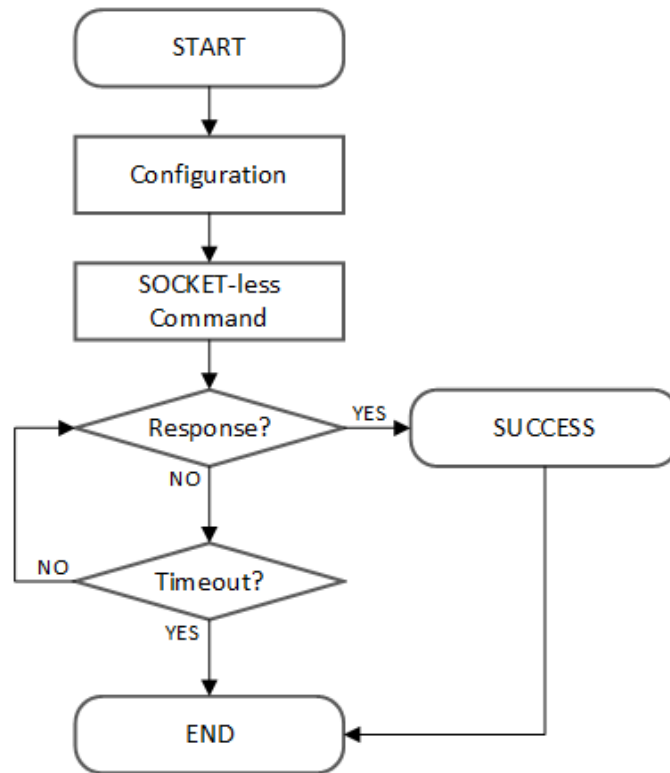 START
Configuration
SOCKET-less
Command
Response?
YES
SUCCESS
NO
NO
Timeout?
YES
END